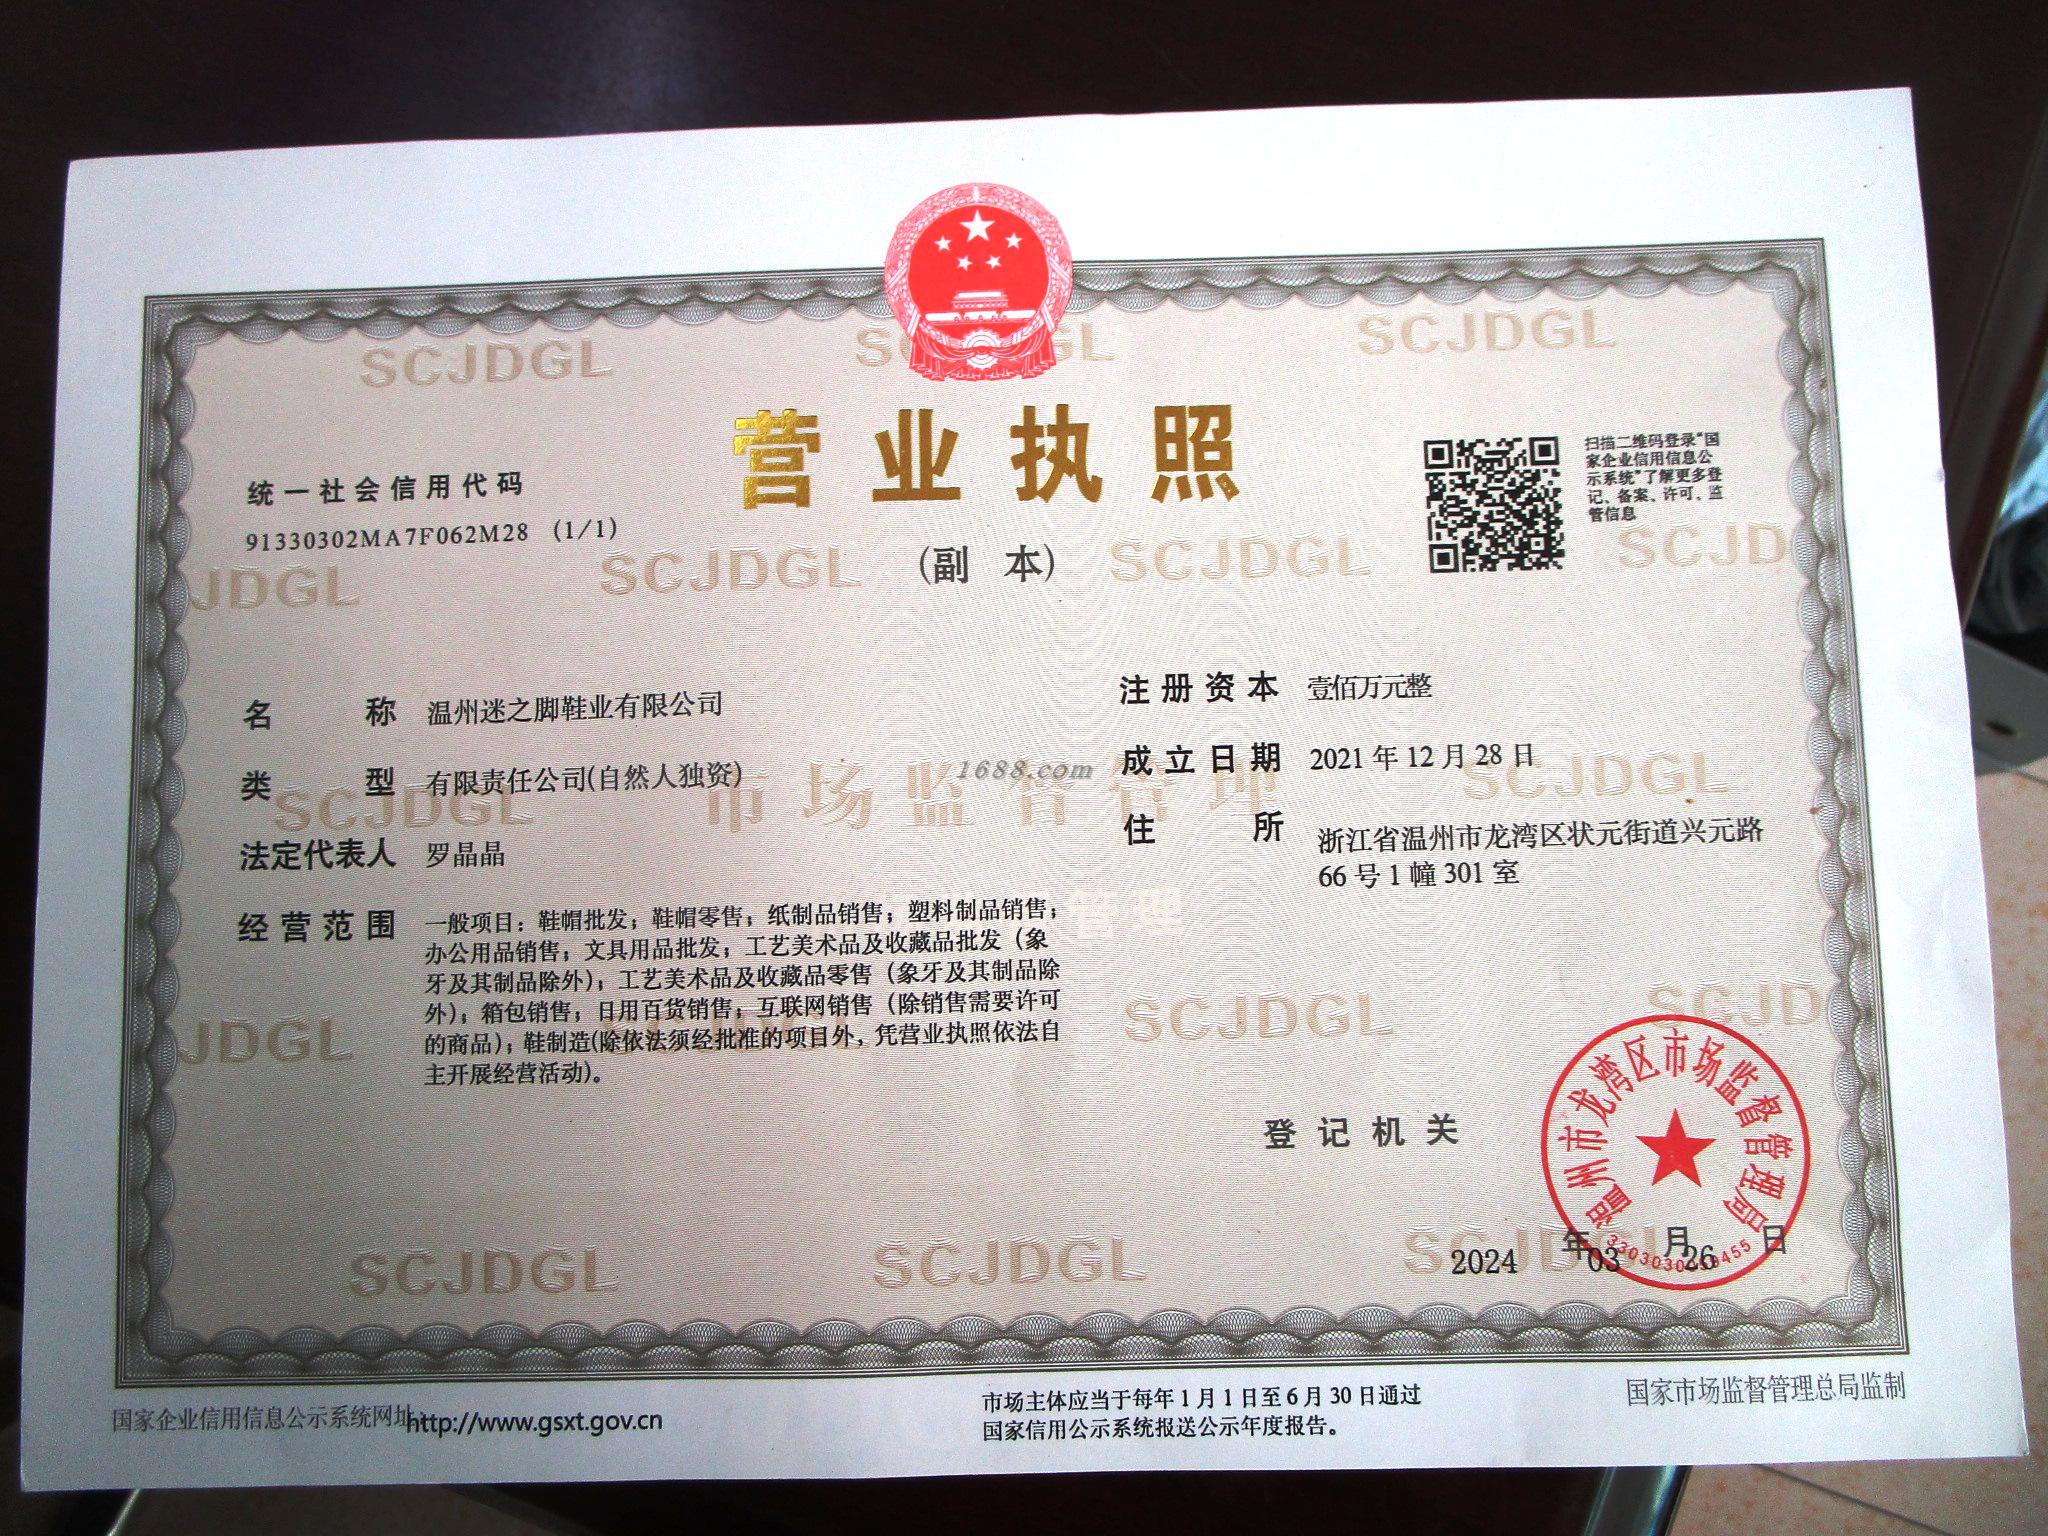 营业执照
(副 本)
统一社会信用代码
91330302MA7F062M28 (1/1)
扫描二维码登录“国
家企业信用信息公
示系统”了解更多登
记、备案、许可、监
管信息
名 称 温州迷之脚鞋业有限公司
类 型 有限责任公司(自然人独资)
法定代表人 罗晶晶
经营范围 一般项目：鞋帽批发；鞋帽零售；纸制品销售；塑料制品销售；
办公用品销售；文具用品批发；工艺美术品及收藏品批发（象
牙及其制品除外）；工艺美术品及收藏品零售（象牙及其制品除
外）；箱包销售；日用百货销售；互联网销售（除销售需要许可
的商品）；鞋制造(除依法须经批准的项目外，凭营业执照依法自
主开展经营活动)。
注册资本 壹佰万元整
成立日期 2021 年 12 月 28 日
住 所 浙江省温州市龙湾区状元街道兴元路
66 号 1 幢 301 室
1688.com
市场监督管理
SCJDGL
SCJDGL
SCJDGL
JDGL
SCJDGL
SCJDGL
SCJD
SCJDGL
SCJDGL
JDGL
SCJDGL
SCJD
SCJDGL
SCJDGL
SCJDGL
登记机关
温州市龙湾区市场监督管理局
2024 年 03 月 26 日
国家企业信用信息公示系统网址http://www.gsxt.gov.cn
市场主体应当于每年 1 月 1 日至 6 月 30 日通过
国家信用公示系统报送公示年度报告。
国家市场监督管理总局监制